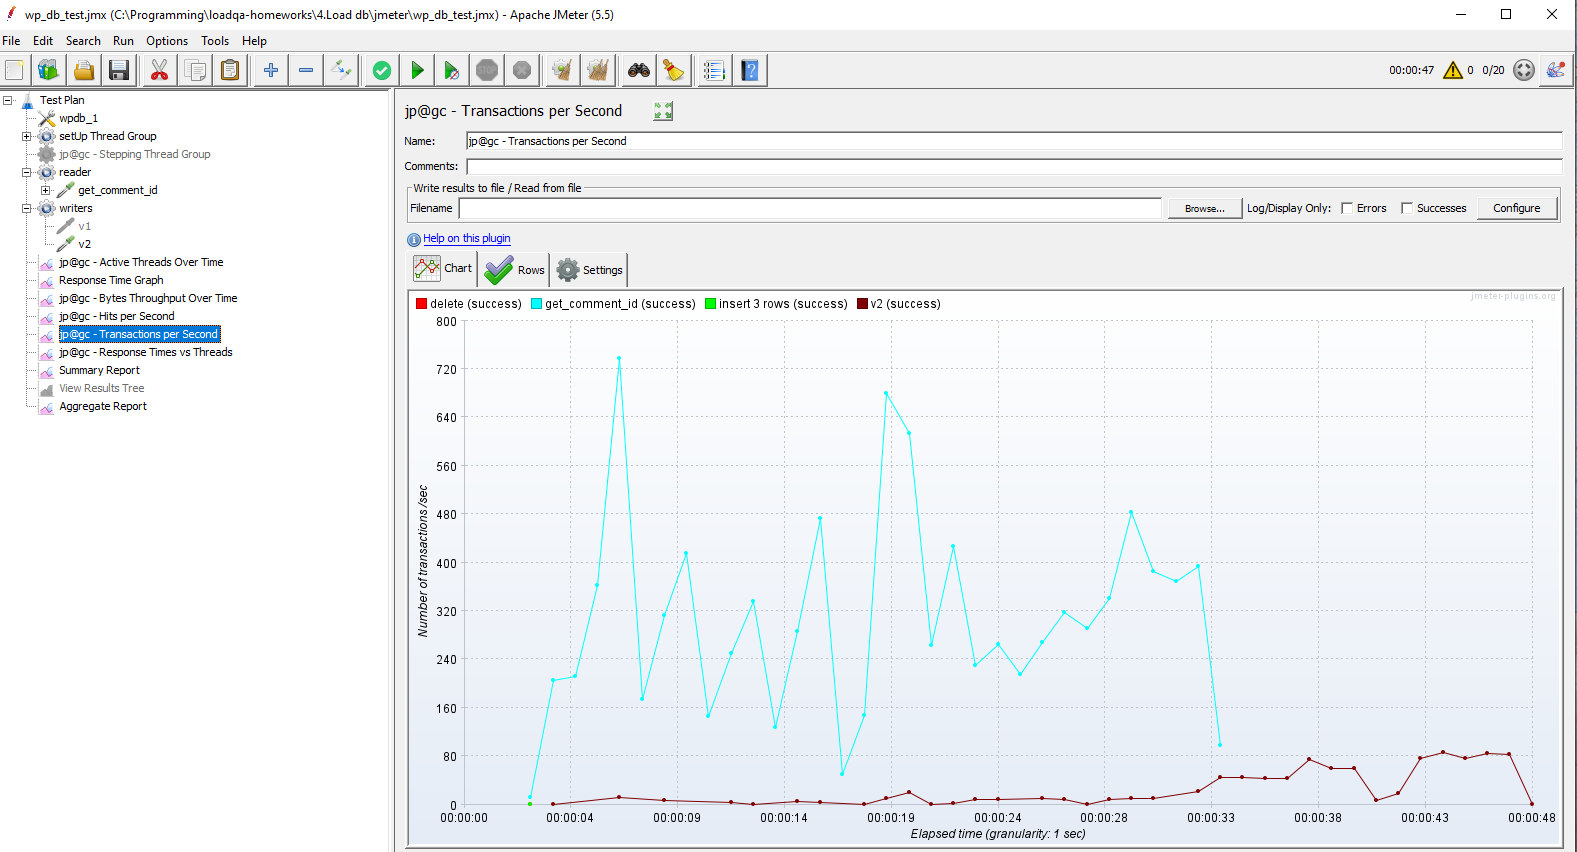 wp_db_test.jmx (C:\Programming\loadqa-homeworks\4.Load db\jmeter\wp_db_test.jmx) - Apache JMeter (5.5)
File Edit Search Run Options Tools Help
STOP 00:00:47 0 0/20
Test Plan
wpdb_1
setUp Thread Group
jp@gc - Stepping Thread Group
reader
get_comment_id
writers
v1
v2
jp@gc - Active Threads Over Time
Response Time Graph
jp@gc - Bytes Throughput Over Time
jp@gc - Hits per Second
jp@gc - Transactions per Second
jp@gc - Response Times vs Threads
Summary Report
View Results Tree
Aggregate Report
jp@gc - Transactions per Second
Name: jp@gc - Transactions per Second
Comments:
Write results to file / Read from file
Filename Browse... Log/Display Only: Errors Successes Configure
Help on this plugin
Chart Rows Settings
jmeter-plugins.org
delete (success) get_comment_id (success) insert 3 rows (success) v2 (success)
800
720
640
560
480
400
320
240
160
80
0
Number of transactions /sec
00:00:00 00:00:04 00:00:09 00:00:14 00:00:19 00:00:24 00:00:28 00:00:33 00:00:38 00:00:43 00:00:48
Elapsed time (granularity: 1 sec)